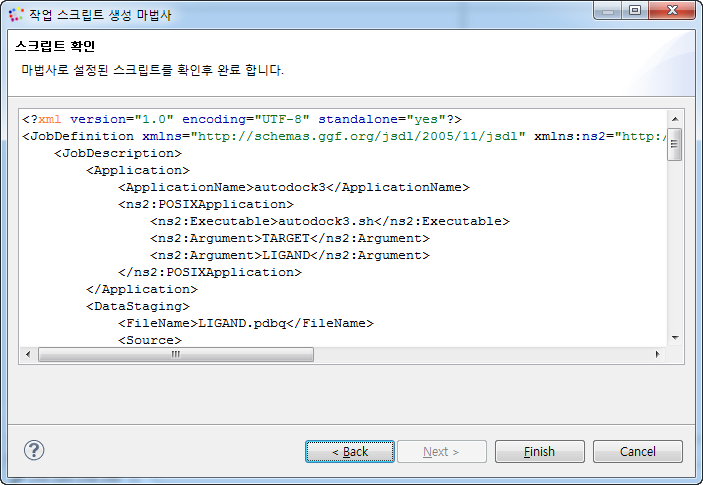 작업 스크립트 생성 마법사
스크립트 확인
마법사로 설정된 스크립트를 확인후 완료 합니다.
<?xml version="1.0" encoding="UTF-8" standalone="yes"?>
<JobDefinition xmlns="http://schemas.ggf.org/jsdl/2005/11/jsdl" xmlns:ns2="http:/
<JobDescription>
<Application>
<ApplicationName>autodock3</ApplicationName>
<ns2:POSIXApplication>
<ns2:Executable>autodock3.sh</ns2:Executable>
<ns2:Argument>TARGET</ns2:Argument>
<ns2:Argument>LIGAND</ns2:Argument>
</ns2:POSIXApplication>
</Application>
<DataStaging>
<FileName>LIGAND.pdbq</FileName>
<Source>
? < Back Next > Finish Cancel